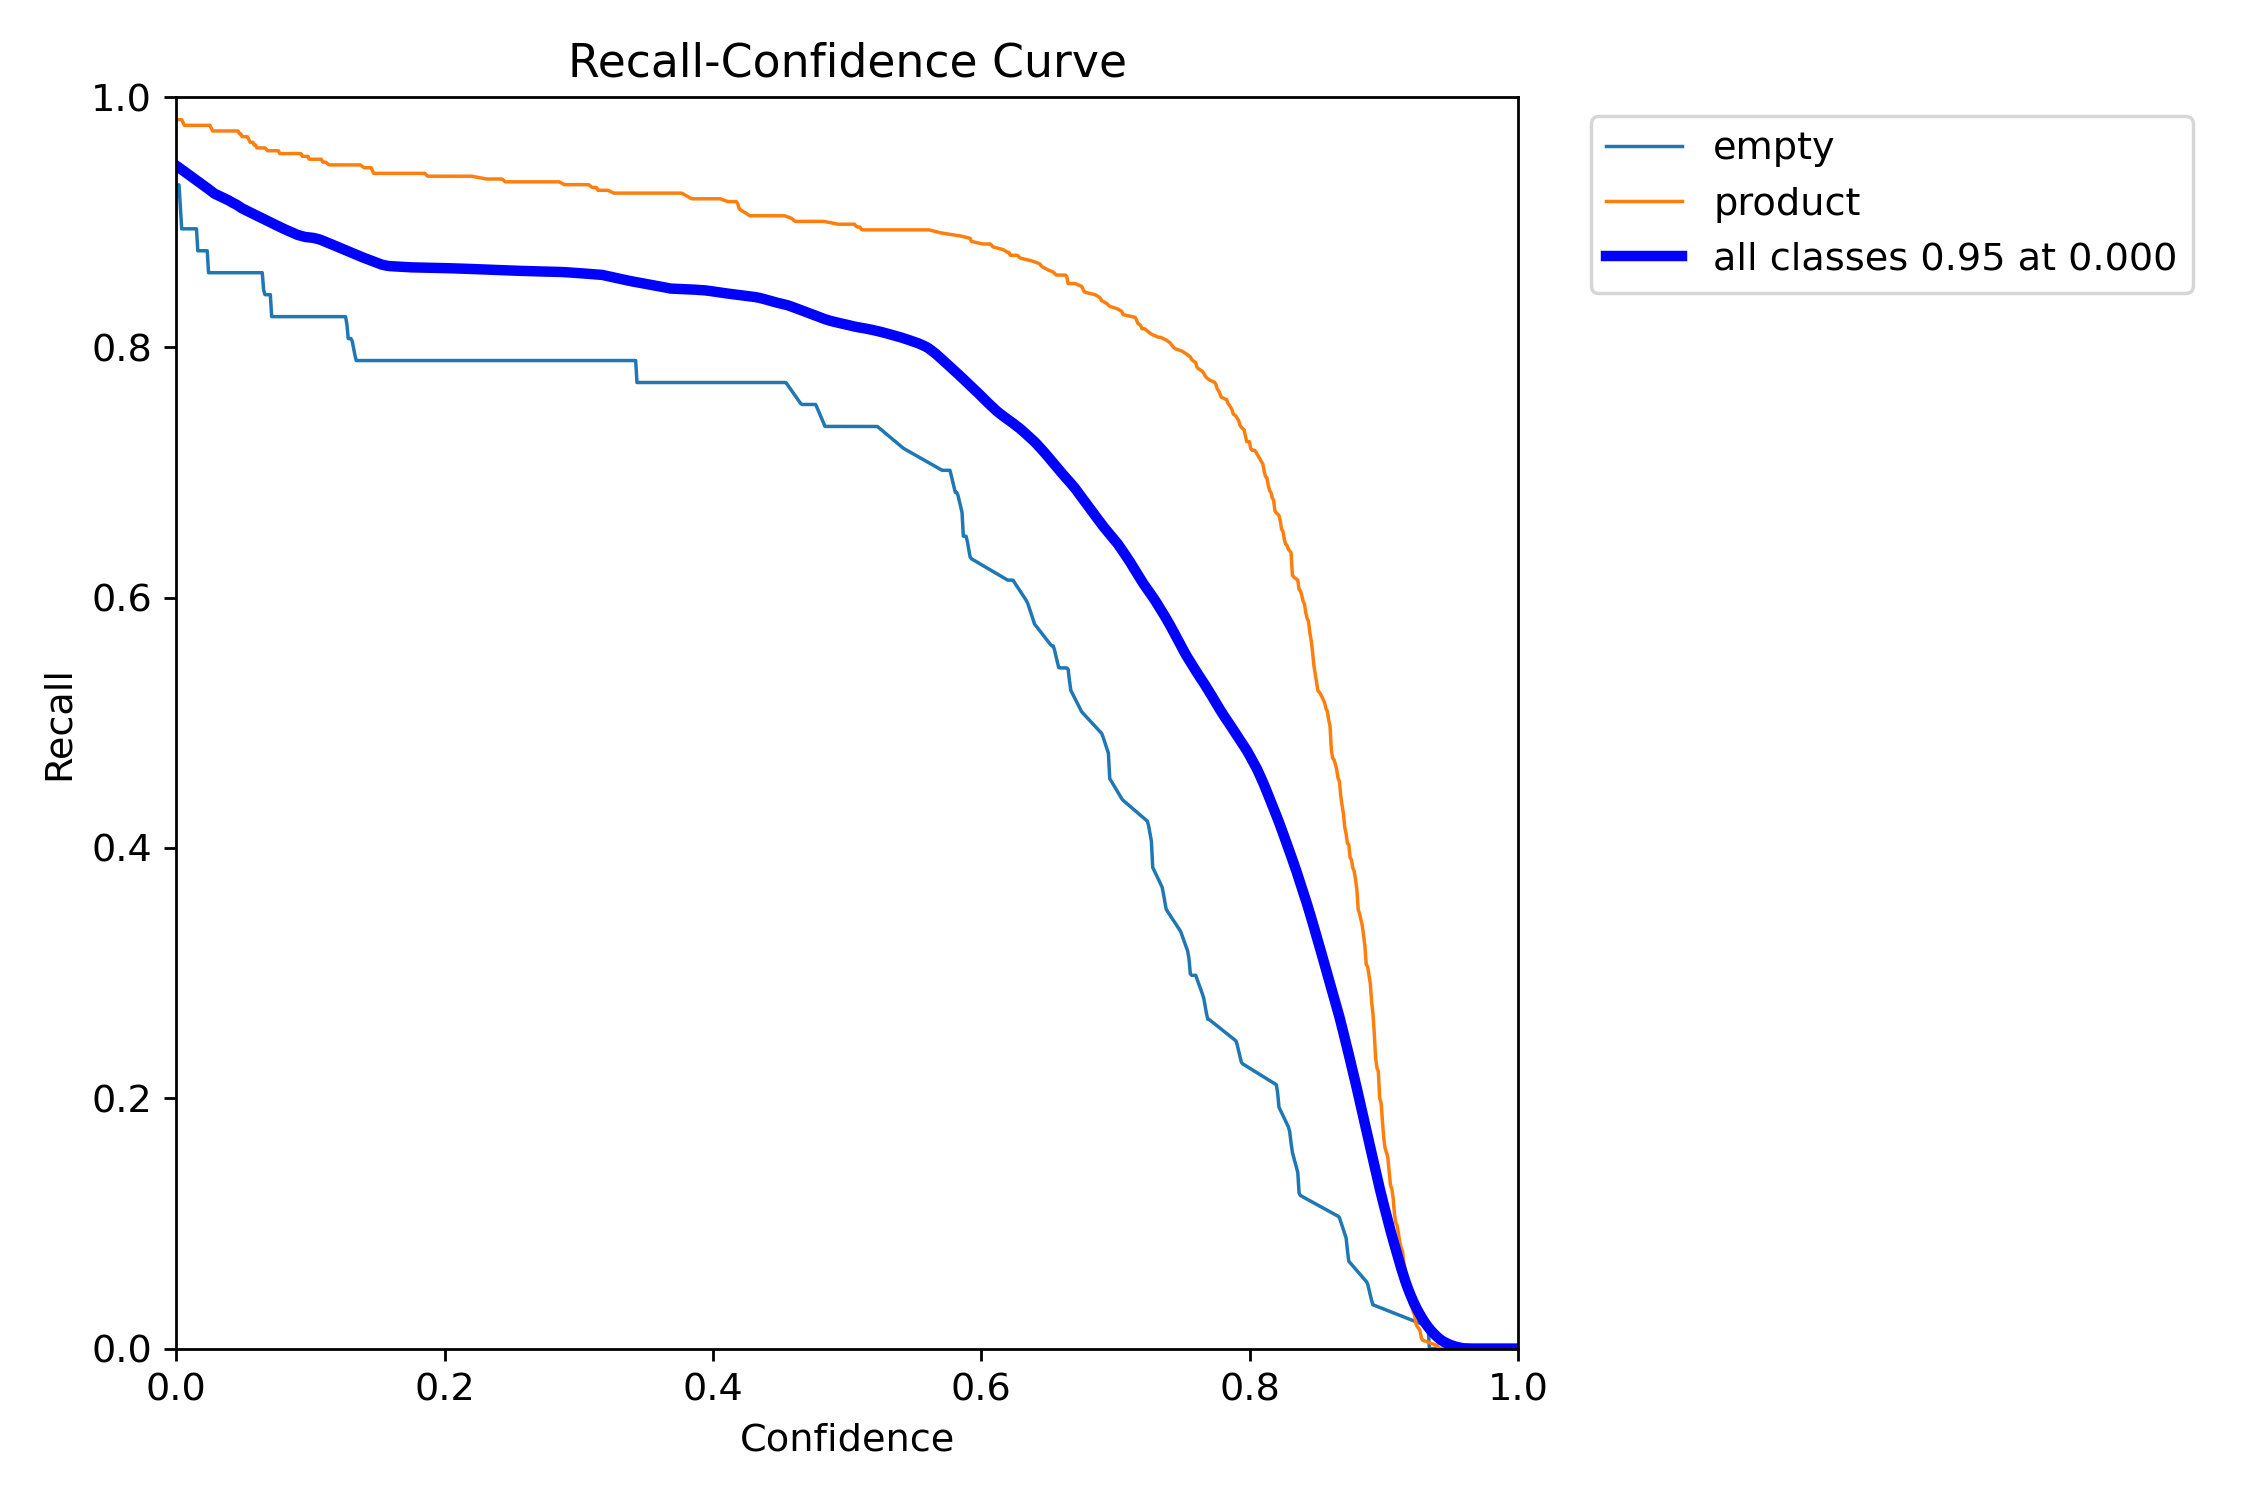 Recall-Confidence Curve
1.0
0.8
0.6
0.4
0.2
0.0
Recall
0.0 0.2 0.4 0.6 0.8 1.0
Confidence
empty
product
all classes 0.95 at 0.000